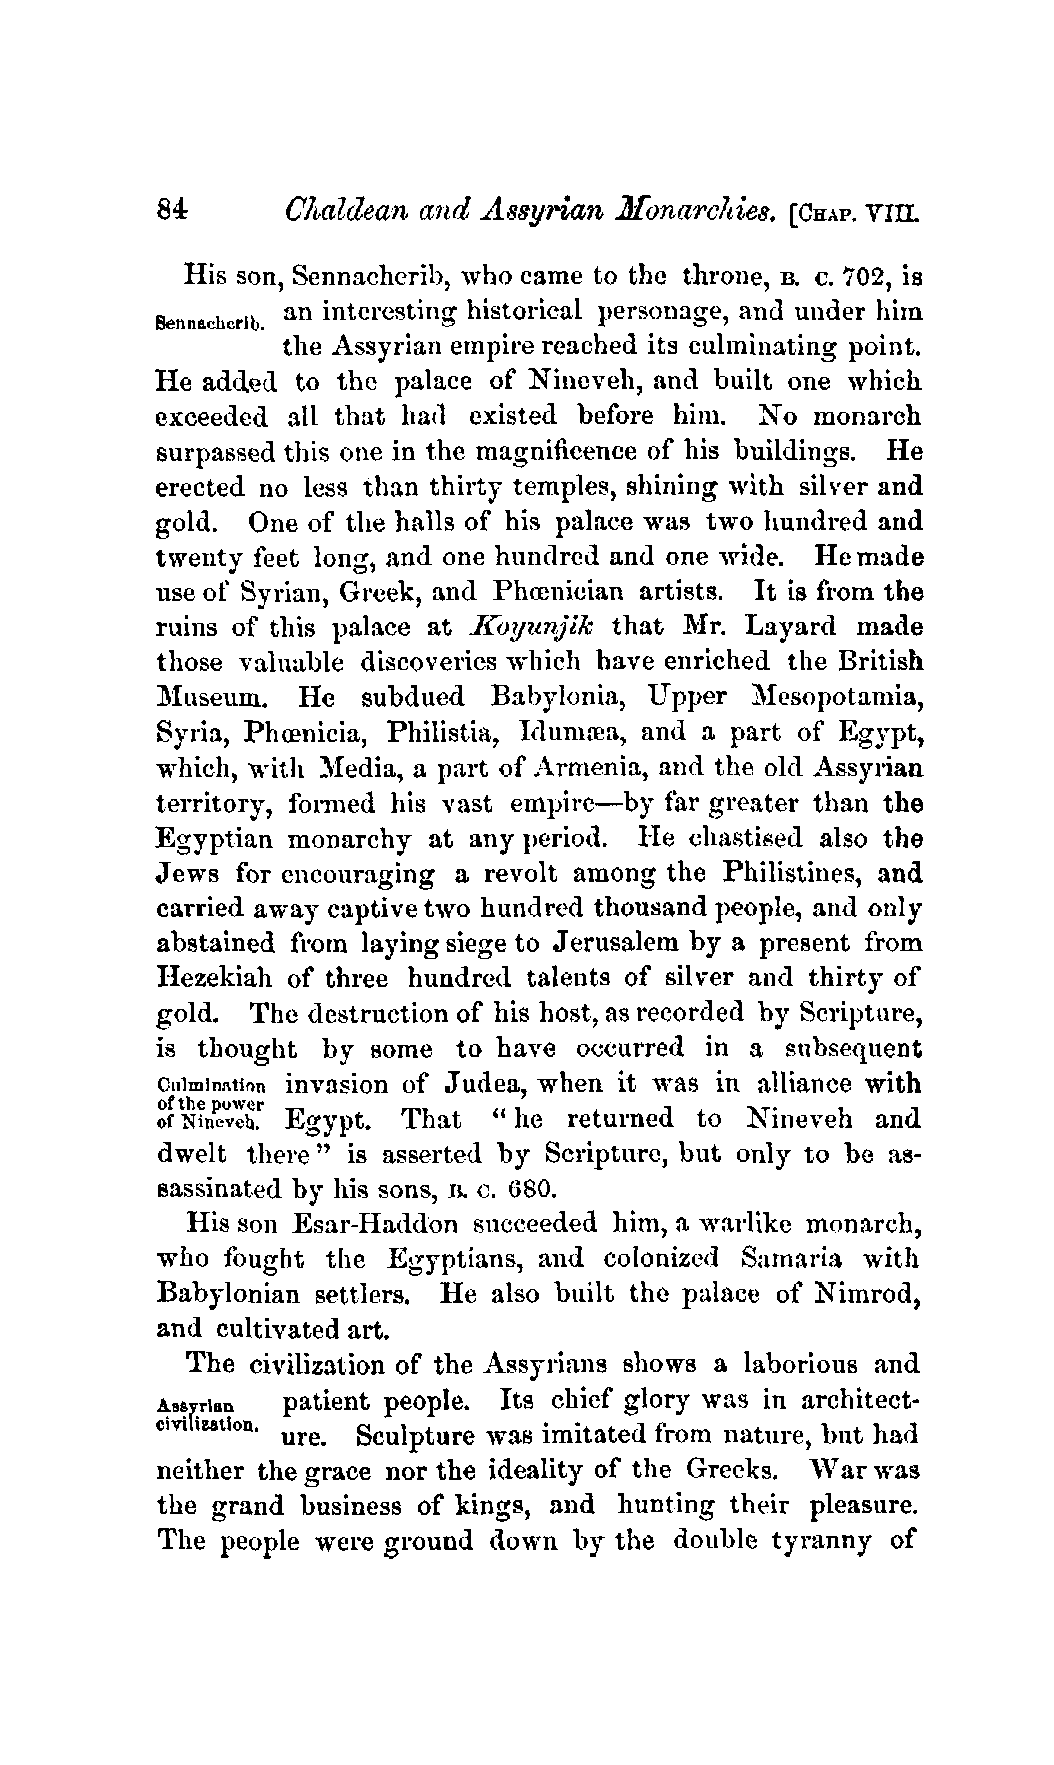 84 Chaldean and Assyrian Monarchies. [CHAP. VIII.
His son, Sennacherib, who came to the throne, B. C. 702, is
Sennacherib. an interesting historical personage, and under him
the Assyrian empire reached its culminating point.
He added to the palace of Nineveh, and built one which
exceeded all that had existed before him. No monarch
surpassed this one in the magnificence of his buildings. He
erected no less than thirty temples, shining with silver and
gold. One of the halls of his palace was two hundred and
twenty feet long, and one hundred and one wide. He made
use of Syrian, Greek, and Phœnician artists. It is from the
ruins of this palace at Koyunjik that Mr. Layard made
those valuable discoveries which have enriched the British
Museum. He subdued Babylonia, Upper Mesopotamia,
Syria, Phœnicia, Philistia, Idumæa, and a part of Egypt,
which, with Media, a part of Armenia, and the old Assyrian
territory, formed his vast empire—by far greater than the
Egyptian monarchy at any period. He chastised also the
Jews for encouraging a revolt among the Philistines, and
carried away captive two hundred thousand people, and only
abstained from laying siege to Jerusalem by a present from
Hezekiah of three hundred talents of silver and thirty of
gold. The destruction of his host, as recorded by Scripture,
is thought by some to have occurred in a subsequent
Culmination of the power of Nineveh. invasion of Judea, when it was in alliance with
Egypt. That "he returned to Nineveh and
dwelt there" is asserted by Scripture, but only to be as-
sassinated by his sons, B. C. 680.
His son Esar-Haddon succeeded him, a warlike monarch,
who fought the Egyptians, and colonized Samaria with
Babylonian settlers. He also built the palace of Nimrod,
and cultivated art.
The civilization of the Assyrians shows a laborious and
Assyrian civilization. patient people. Its chief glory was in architect-
ure. Sculpture was imitated from nature, but had
neither the grace nor the ideality of the Greeks. War was
the grand business of kings, and hunting their pleasure.
The people were ground down by the double tyranny of